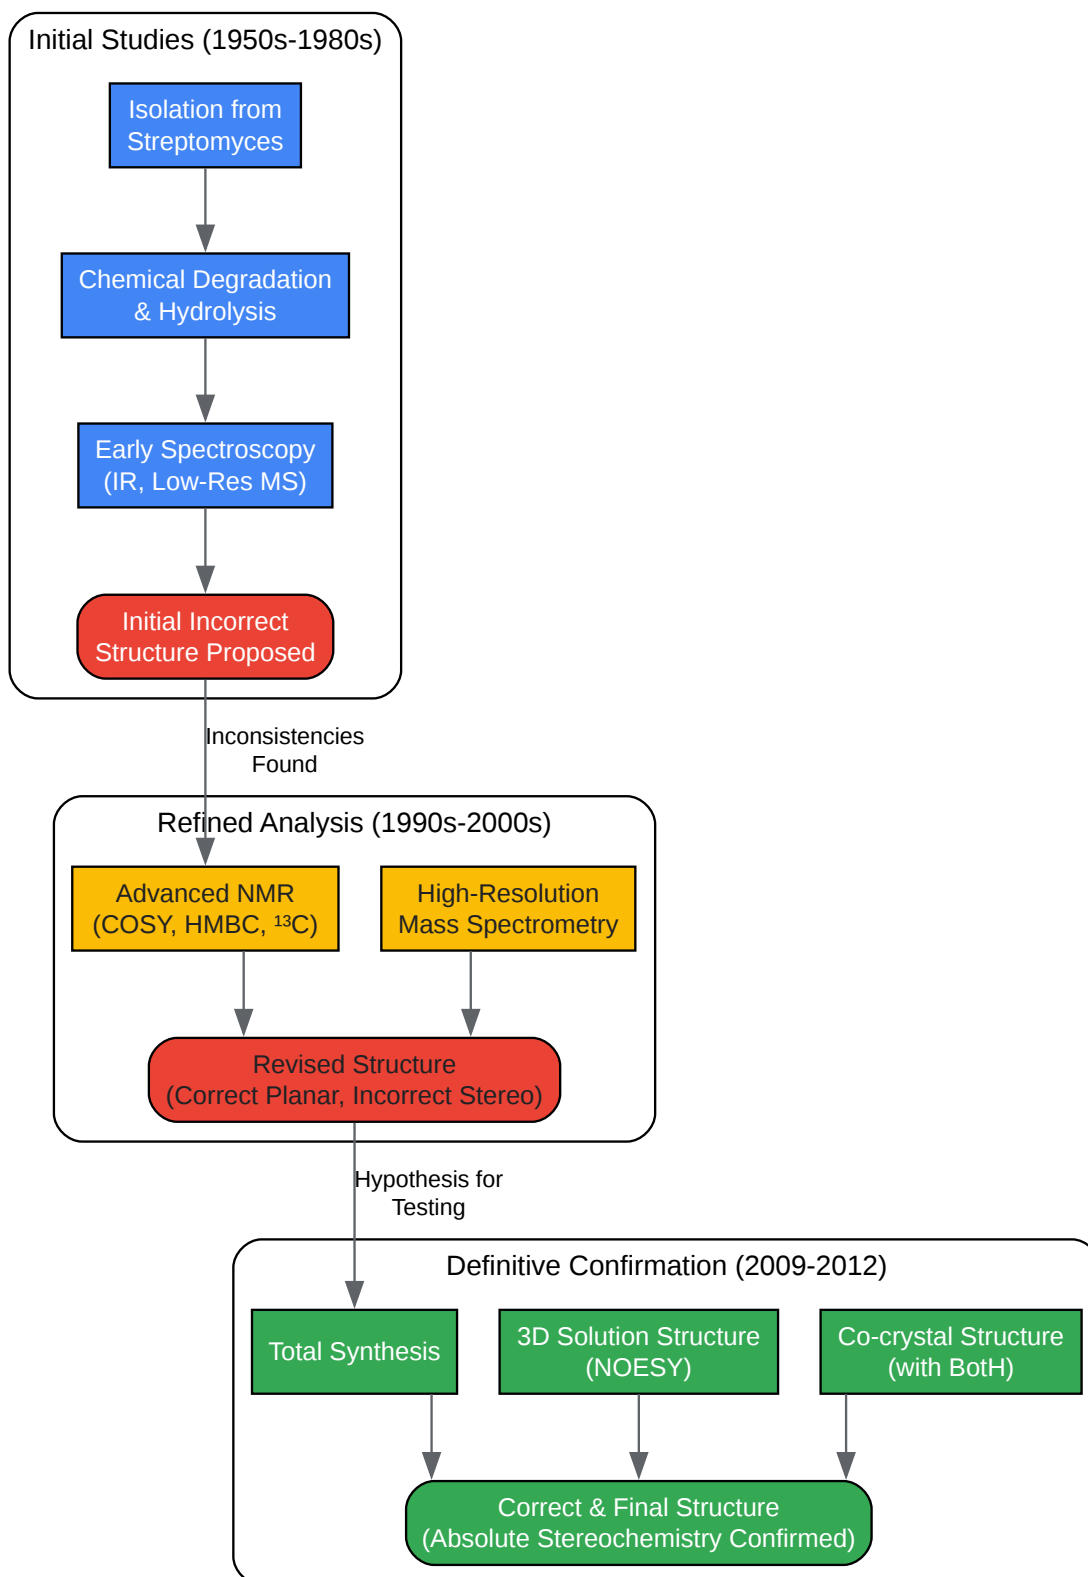 Initial Studies (1950s-1980s)
Isolation from
Streptomyces
Chemical Degradation
& Hydrolysis
Early Spectroscopy
(IR, Low-Res MS)
Initial Incorrect
Structure Proposed
Inconsistencies
Found
Refined Analysis (1990s-2000s)
Advanced NMR
(COSY, HMBC, ¹³C)
High-Resolution
Mass Spectrometry
Revised Structure
(Correct Planar, Incorrect Stereo)
Hypothesis for
Testing
Definitive Confirmation (2009-2012)
Total Synthesis
3D Solution Structure
(NOESY)
Co-crystal Structure
(with BotH)
Correct & Final Structure
(Absolute Stereochemistry Confirmed)